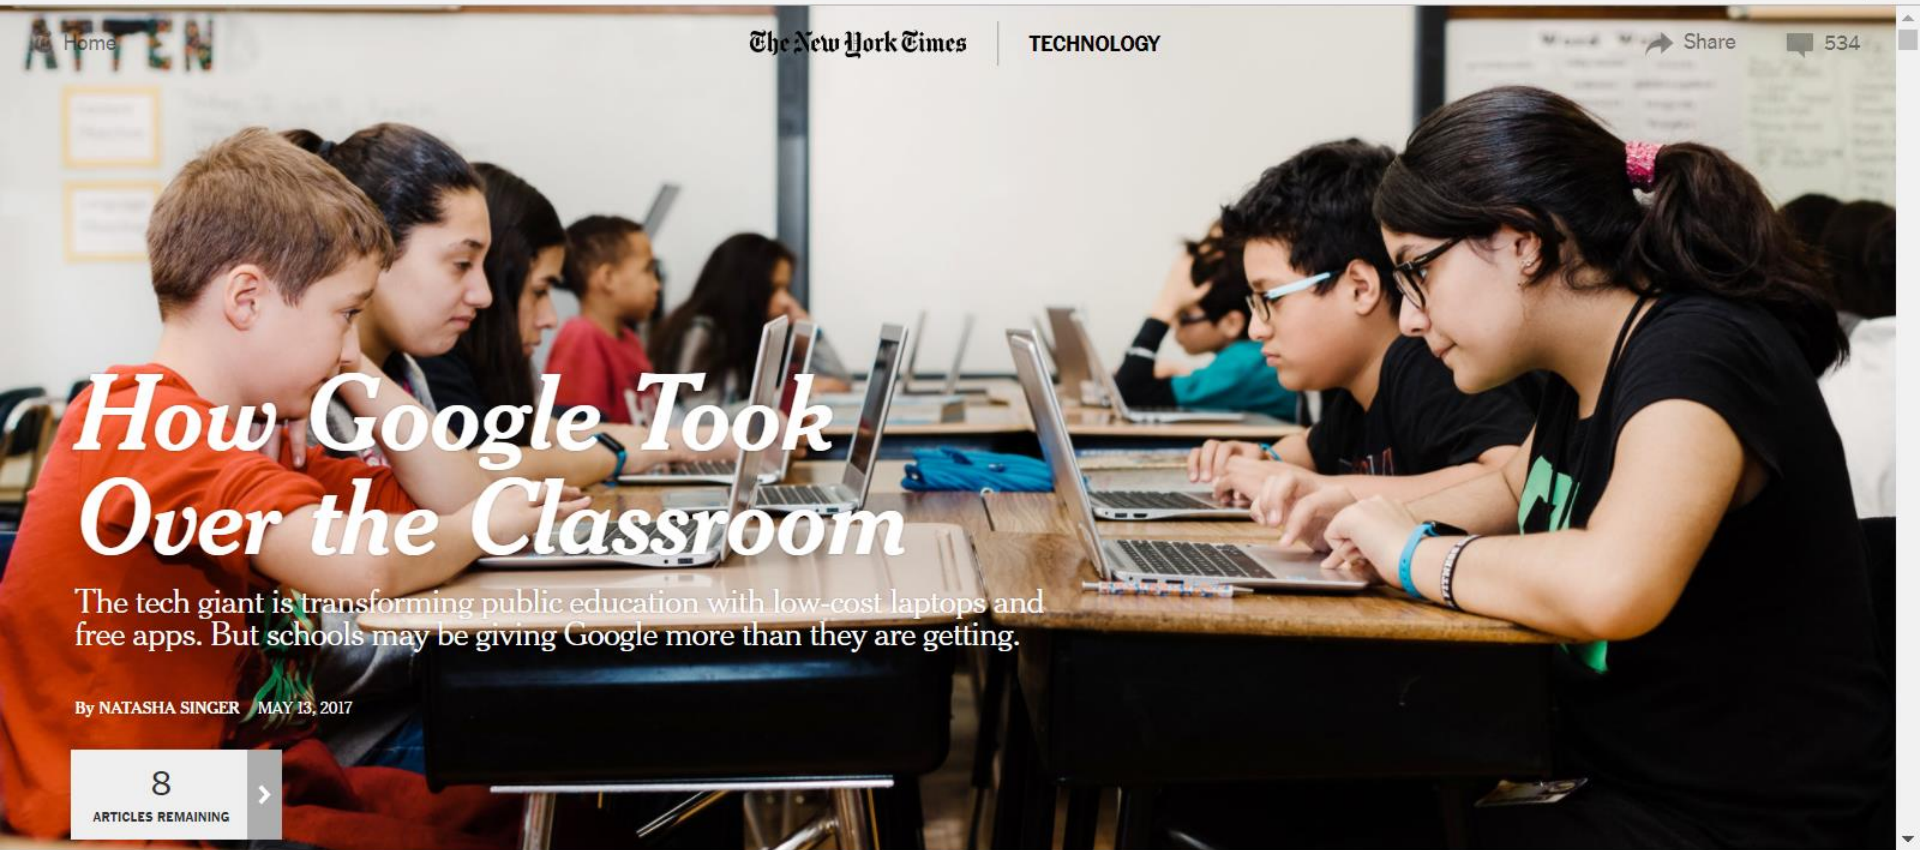 ATTEN
Home
The New York Times
TECHNOLOGY
Share
534
How Google Took
Over the Classroom
The tech giant is transforming public education with low-cost laptops and
free apps. But schools may be giving Google more than they are getting.
By NATASHA SINGER MAY 13, 2017
8
ARTICLES REMAINING